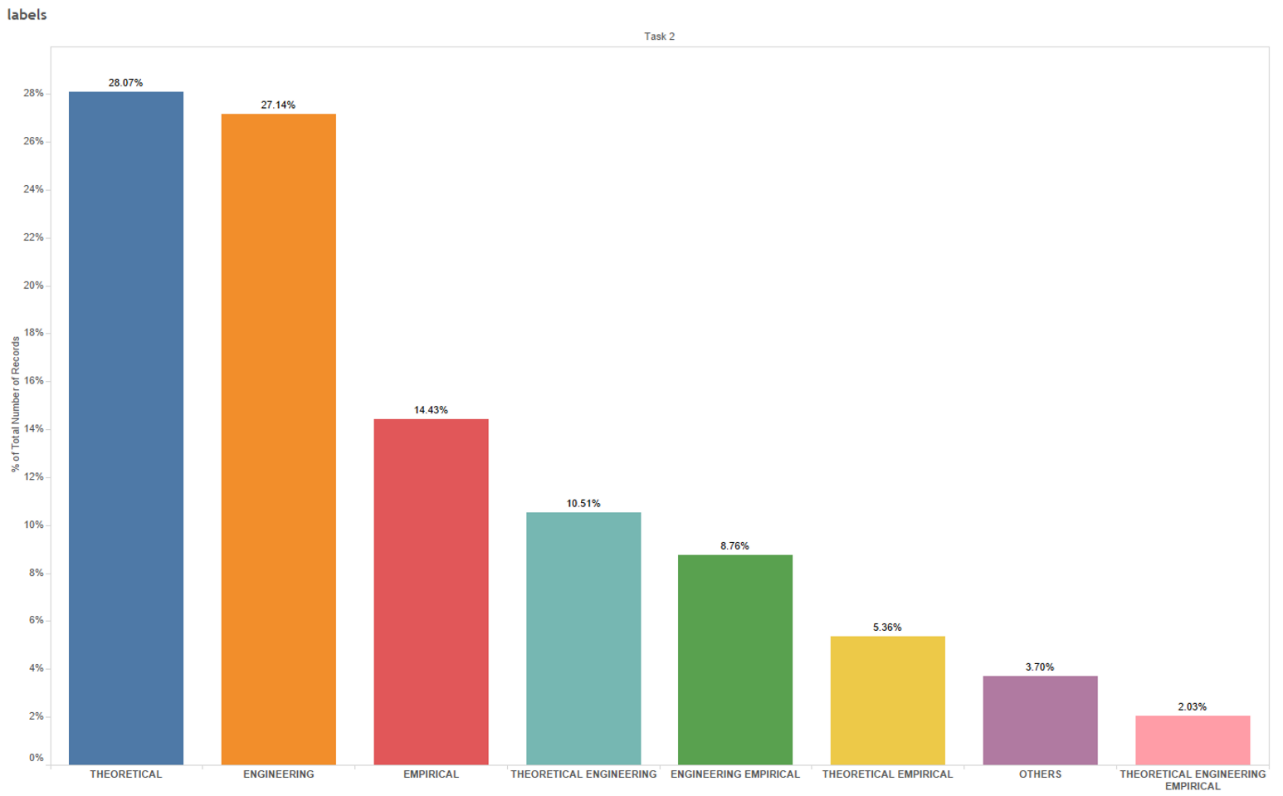 labels
Task 2
28.07%
27.14%
14.43%
10.51%
8.76%
5.36%
3.70%
2.03%
% of Total Number of Records
28%
26%
24%
22%
20%
18%
16%
14%
12%
10%
8%
6%
4%
2%
0%
THEORETICAL
ENGINEERING
EMPIRICAL
THEORETICAL ENGINEERING
ENGINEERING EMPIRICAL
THEORETICAL EMPIRICAL
OTHERS
THEORETICAL ENGINEERING
EMPIRICAL